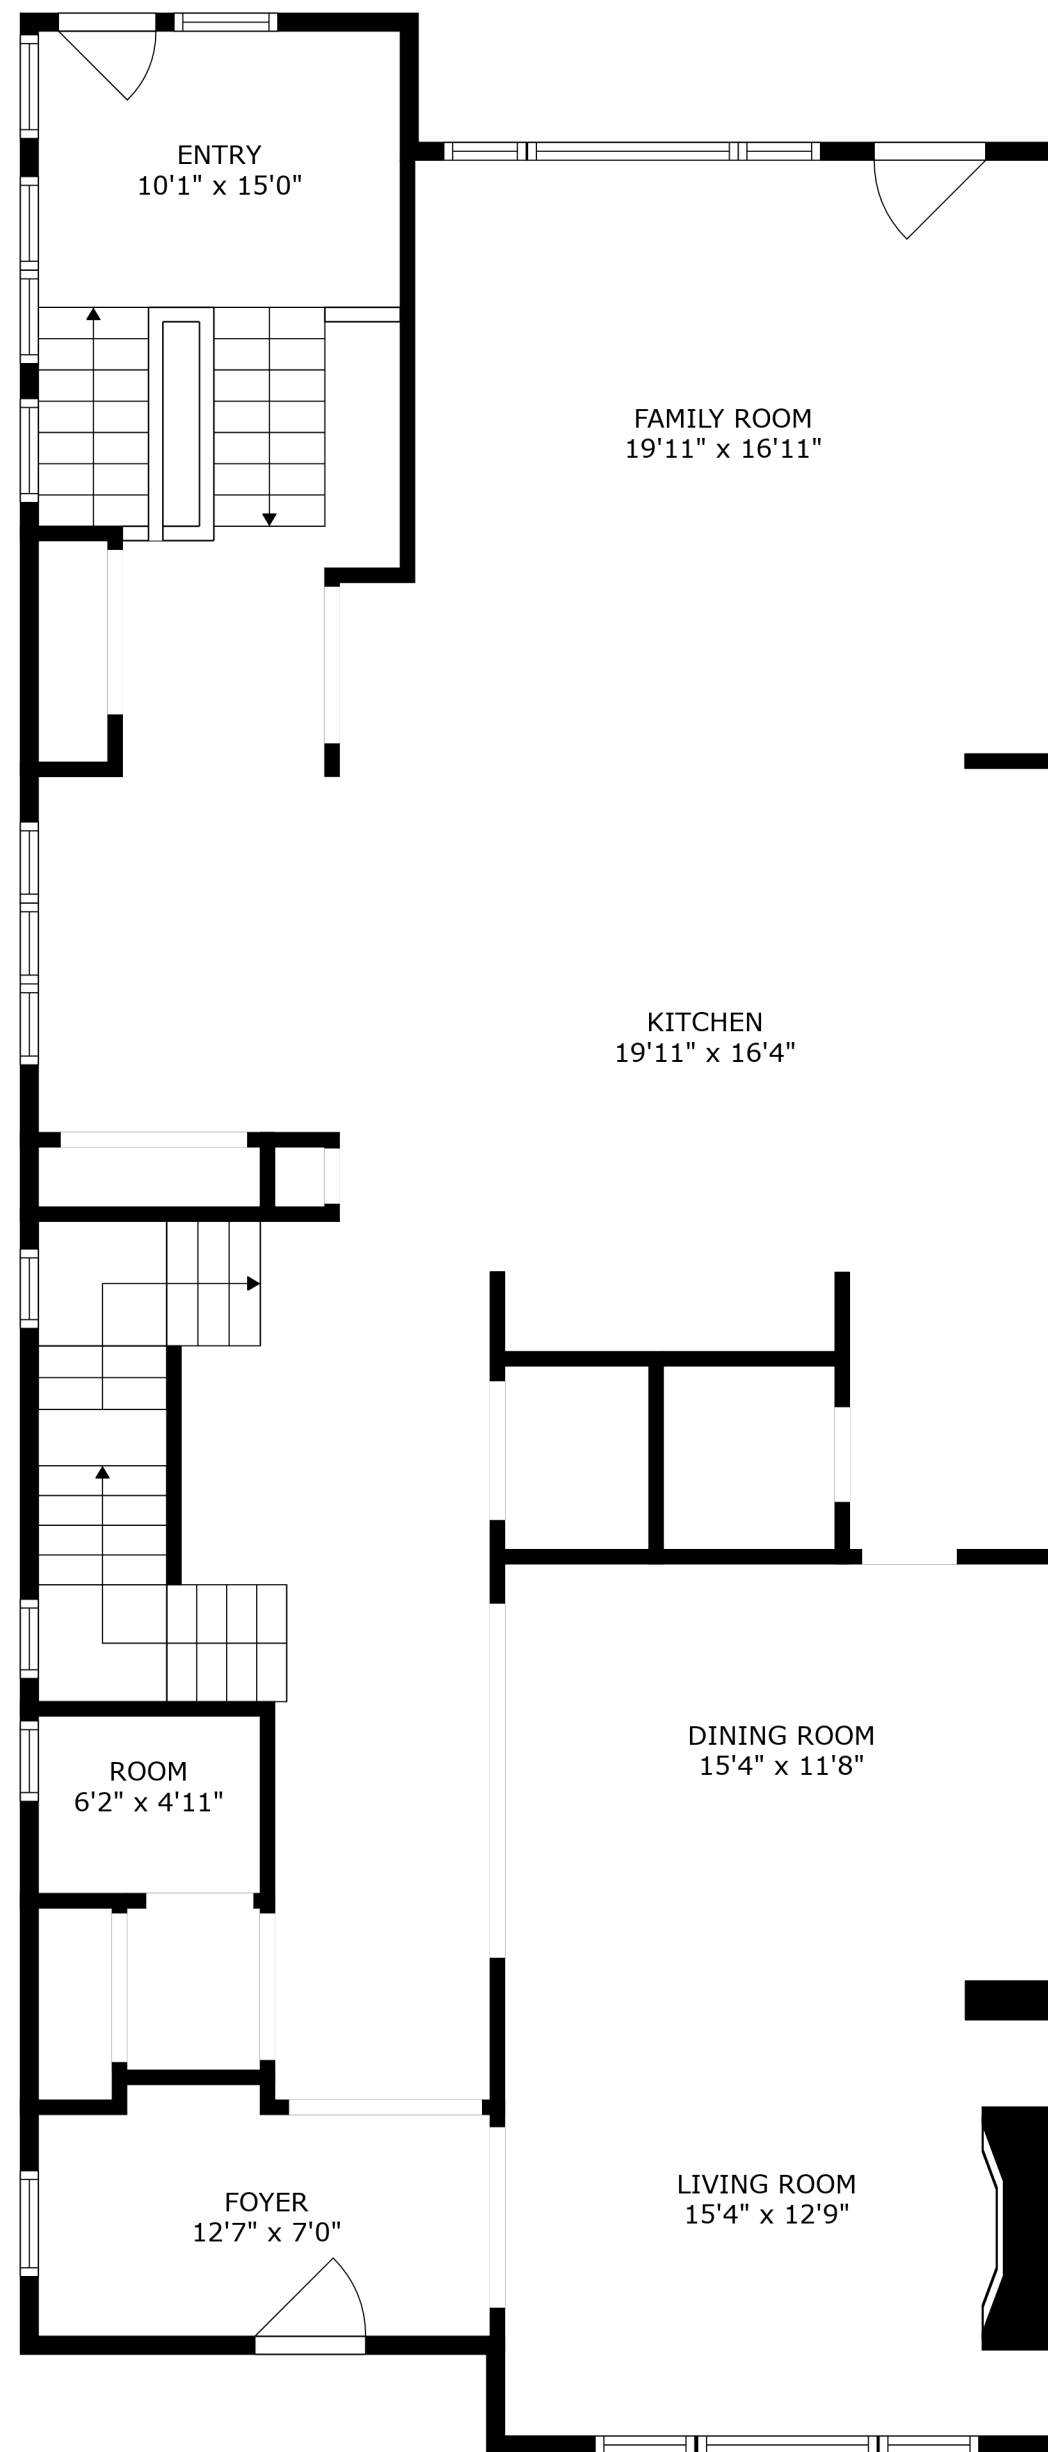 ENTRY
10'1" x 15'0"
FAMILY ROOM
19'11" x 16'11"
KITCHEN
19'11" x 16'4"
DINING ROOM
15'4" x 11'8"
ROOM
6'2" x 4'11"
LIVING ROOM
15'4" x 12'9"
FOYER
12'7" x 7'0"